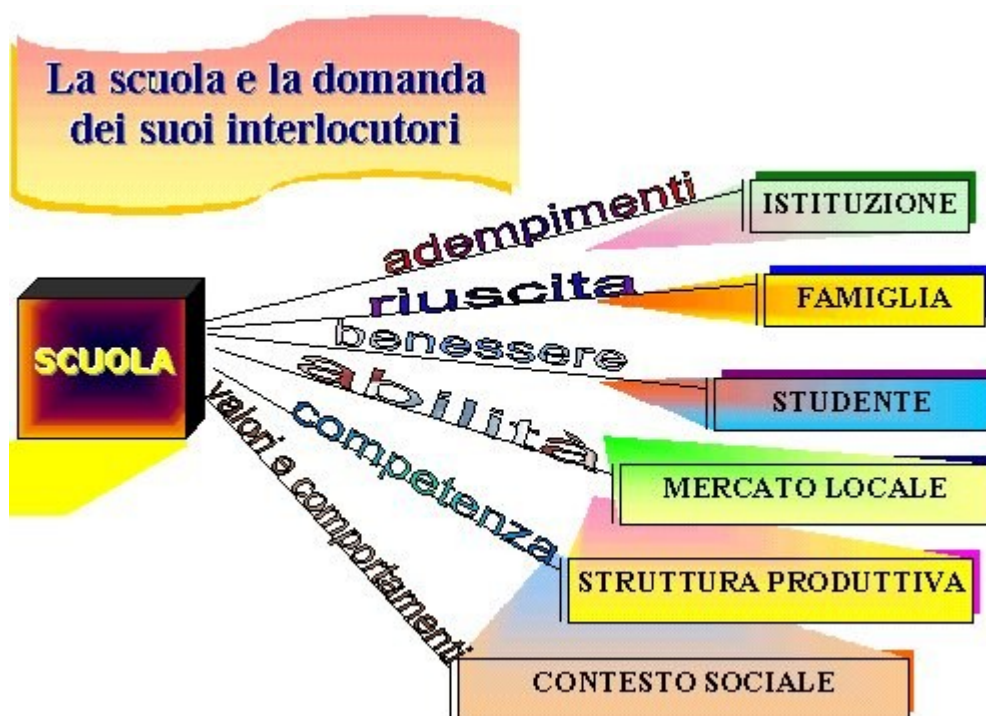 La scuola e la domanda
dei suoi interlocutori
adempimenti
ISTITUZIONE
riuscita
FAMIGLIA
benessere
STUDENTE
SCUOLA
abilità
MERCATO LOCALE
competenza
STRUTTURA PRODUTTIVA
valori e comportamenti
CONTESTO SOCIALE